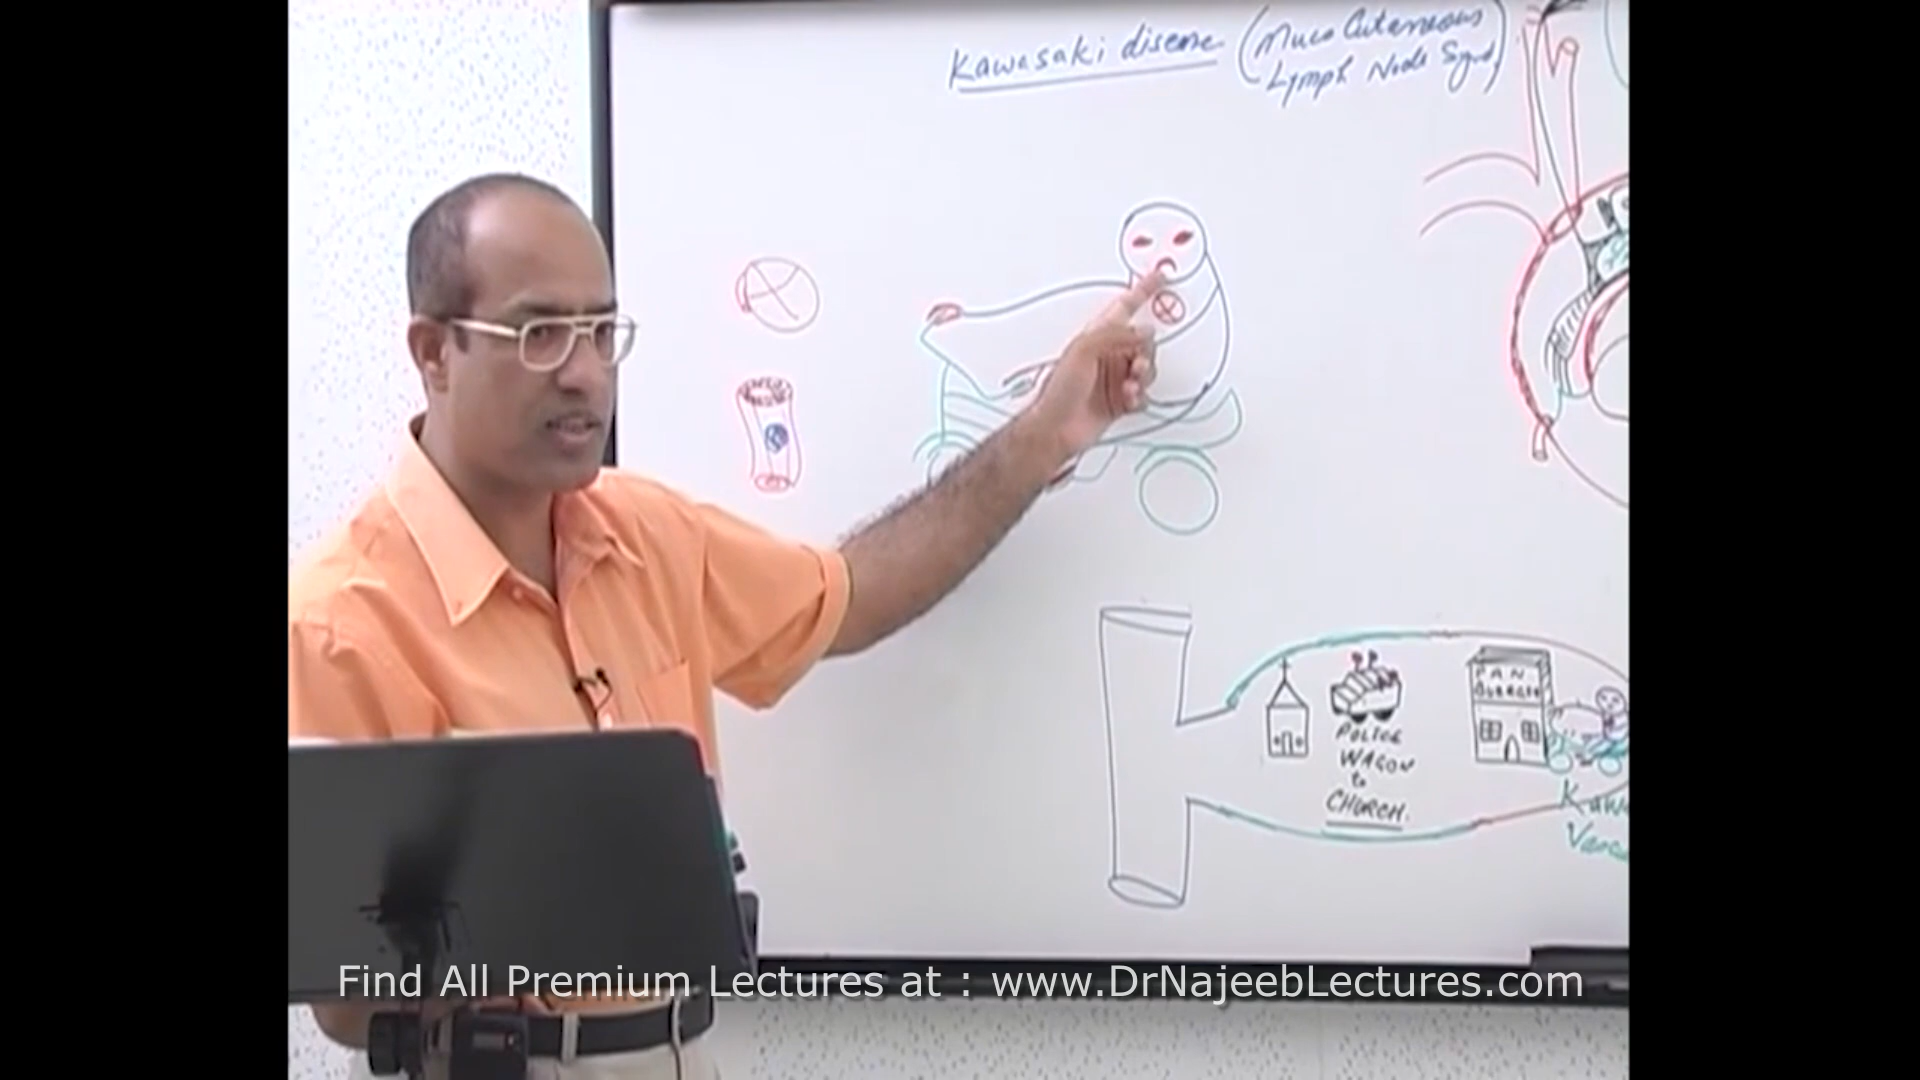 Kawasaki disease (Muco Cutaneous
Lymph Node Synd)
PAN
POLICE
WAGON
to
CHURCH.
Kaw
Find All Premium Lectures at : www.DrNajeebLectures.com